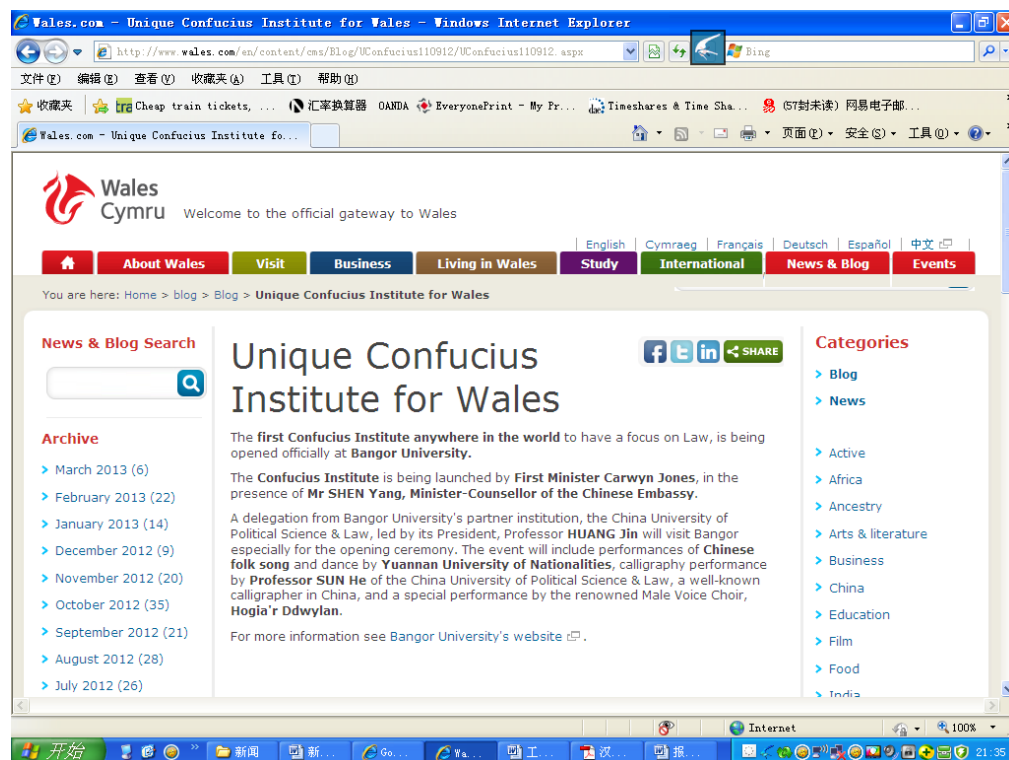 Wales.com - Unique Confucius Institute for Wales - Windows Internet Explorer
http://www.wales.com/en/content/cms/Blog/UConfucius110912/UConfucius110912.aspx
Bing
文件(F) 编辑(E) 查看(V) 收藏夹(A) 工具(T) 帮助(H)
收藏夹 tra Cheap train tickets, ... 汇率换算器 OANDA EveryonePrint - My Pr... Timeshares & Time Sha... (57封未读) 网易电子邮...
Wales.com - Unique Confucius Institute fo... 页面(P) 安全(S) 工具(O)
Wales
Cymru Welcome to the official gateway to Wales
English | Cymraeg | Français | Deutsch | Español | 中文 |
About Wales Visit Business Living in Wales Study International News & Blog Events
You are here: Home > blog > Blog > Unique Confucius Institute for Wales
News & Blog Search
Archive
March 2013 (6)
February 2013 (22)
January 2013 (14)
December 2012 (9)
November 2012 (20)
October 2012 (35)
September 2012 (21)
August 2012 (28)
July 2012 (26)
Unique Confucius
Institute for Wales
SHARE
The first Confucius Institute anywhere in the world to have a focus on Law, is being
opened officially at Bangor University.
The Confucius Institute is being launched by First Minister Carwyn Jones, in the
presence of Mr SHEN Yang, Minister-Counsellor of the Chinese Embassy.
A delegation from Bangor University's partner institution, the China University of
Political Science & Law, led by its President, Professor HUANG Jin will visit Bangor
especially for the opening ceremony. The event will include performances of Chinese
folk song and dance by Yuannan University of Nationalities, calligraphy performance
by Professor SUN He of the China University of Political Science & Law, a well-known
calligrapher in China, and a special performance by the renowned Male Voice Choir,
Hogia'r Ddwylan.
For more information see Bangor University's website .
Categories
Blog
News
Active
Africa
Ancestry
Arts & literature
Business
China
Education
Film
Food
India
Internet 100%
开始 新闻 新... Go... Wa... 工... 汉... 报... 21:35